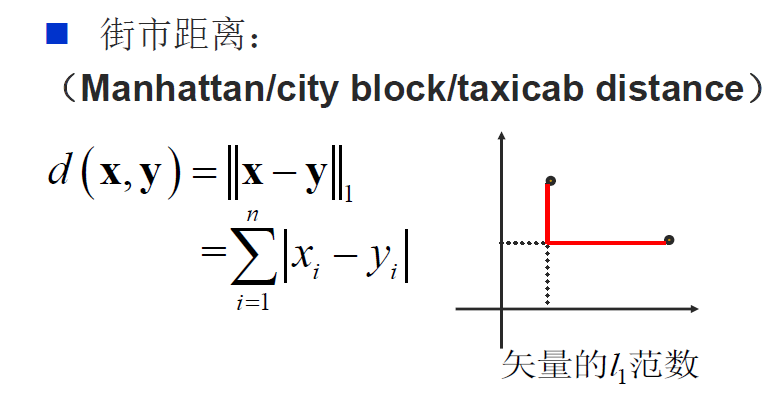 ■ 街市距离：
（Manhattan/city block/taxicab distance）
d(x,y)=‖x−y‖₁
=∑ⁿᵢ₌₁|xᵢ−yᵢ|
矢量的l₁范数